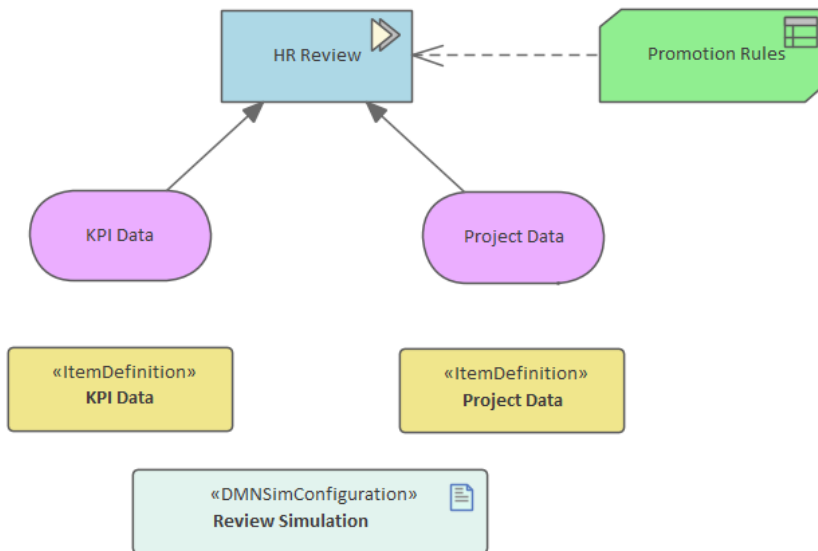 HR Review
Promotion Rules
KPI Data
Project Data
«ItemDefinition»
KPI Data
«ItemDefinition»
Project Data
«DMNSimConfiguration»
Review Simulation